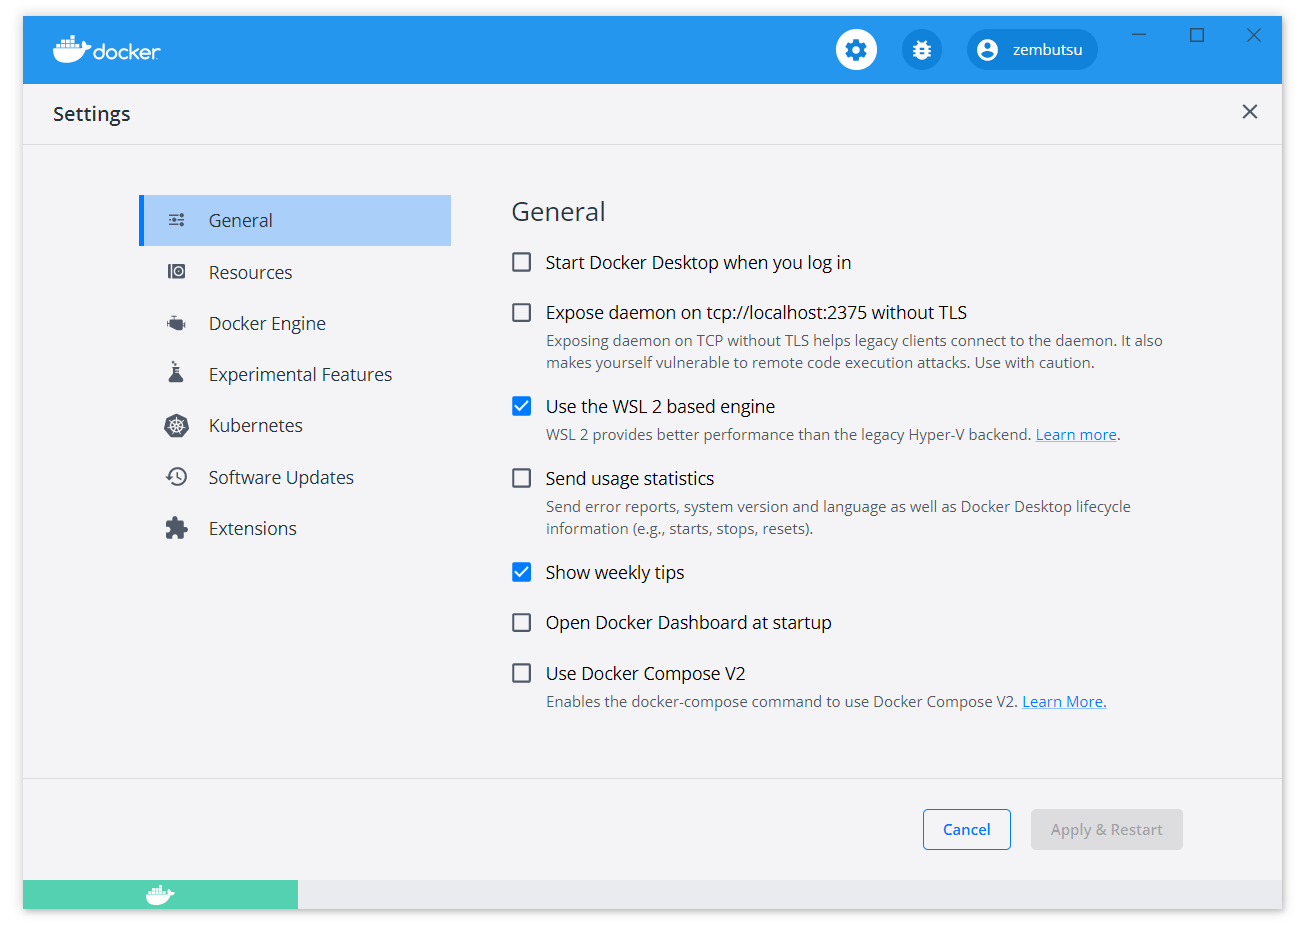 docker
zembutsu
Settings
General
Resources
Docker Engine
Experimental Features
Kubernetes
Software Updates
Extensions
General
Start Docker Desktop when you log in
Expose daemon on tcp://localhost:2375 without TLS
Exposing daemon on TCP without TLS helps legacy clients connect to the daemon. It also
makes yourself vulnerable to remote code execution attacks. Use with caution.
Use the WSL 2 based engine
WSL 2 provides better performance than the legacy Hyper-V backend. Learn more.
Send usage statistics
Send error reports, system version and language as well as Docker Desktop lifecycle
information (e.g., starts, stops, resets).
Show weekly tips
Open Docker Dashboard at startup
Use Docker Compose V2
Enables the docker-compose command to use Docker Compose V2. Learn More.
Cancel
Apply & Restart